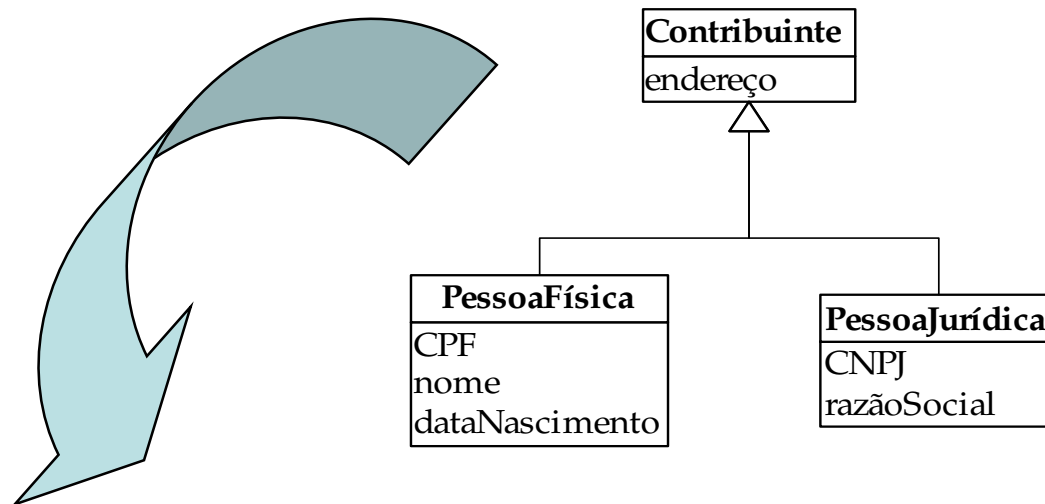 Contribuinte
endereço
PessoaFísica
CPF
nome
dataNascimento
PessoaJurídica
CNPJ
razãoSocial